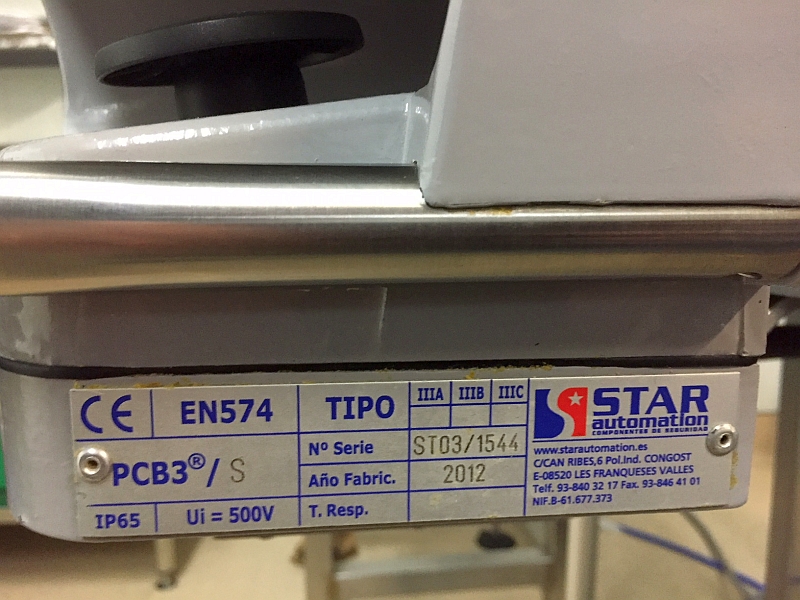 CE EN574 TIPO IIIA IIIB IIIC
PCB3®/ S
Nº Serie ST03/1544
Año Fabric. 2012
IP65 Ui = 500V T. Resp.
STAR
automation
COMPONENTES DE SEGURIDAD
www.starautomation.es
C/CAN RIBES,6 Pol.Ind. CONGOST
E-08520 LES FRANQUESES VALLES
Telf. 93-840 32 17 Fax. 93-846 41 01
NIF.B-61.677.373